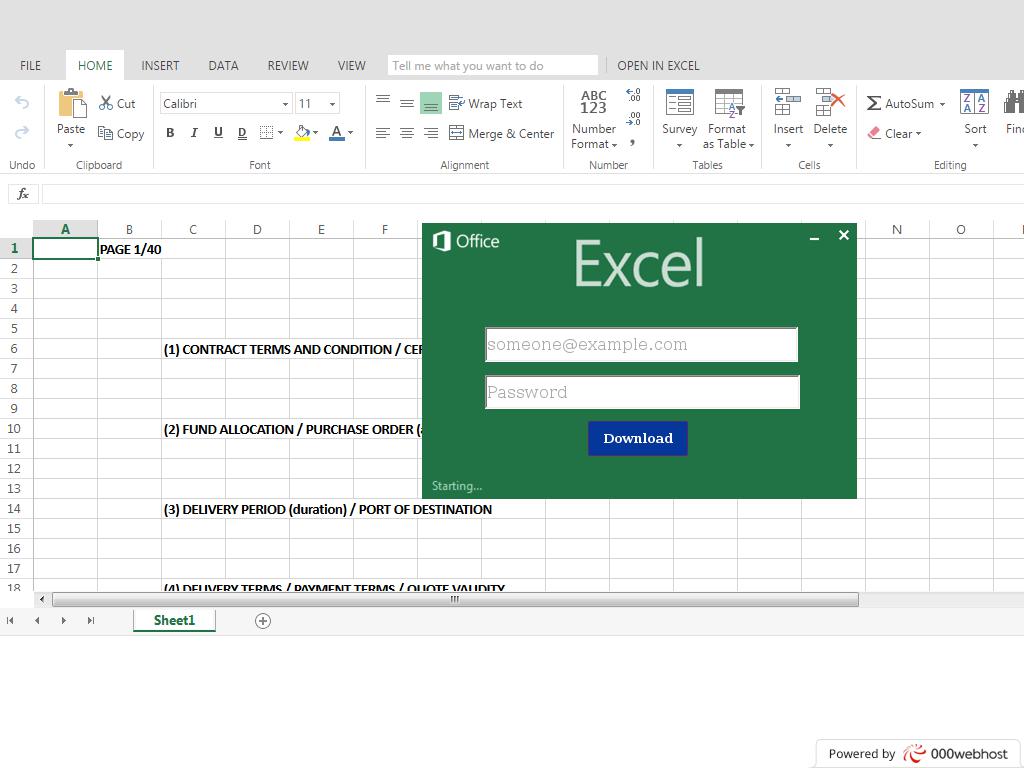 FILE HOME INSERT DATA REVIEW VIEW Tell me what you want to do OPEN IN EXCEL
Cut Calibri 11 Wrap Text ABC 123 .0 .00 AutoSum
Paste Copy B I U D A Merge & Center Number Format Survey Format as Table Insert Delete Clear Sort
Undo Clipboard Font Alignment Number Tables Cells Editing
fx
A B C D E F N O
1 PAGE 1/40
2
3
4
5
6 (1) CONTRACT TERMS AND CONDITION /
7
8
9
10 (2) FUND ALLOCATION / PURCHASE ORDER
11
12
13
14 (3) DELIVERY PERIOD (duration) / PORT OF DESTINATION
15
16
17
18 (4) DELIVERY TERMS / PAYMENT TERMS / QUOTE VALIDITY
Office
Excel
someone@example.com
Password
Download
Starting...
Sheet1
Powered by 000webhost